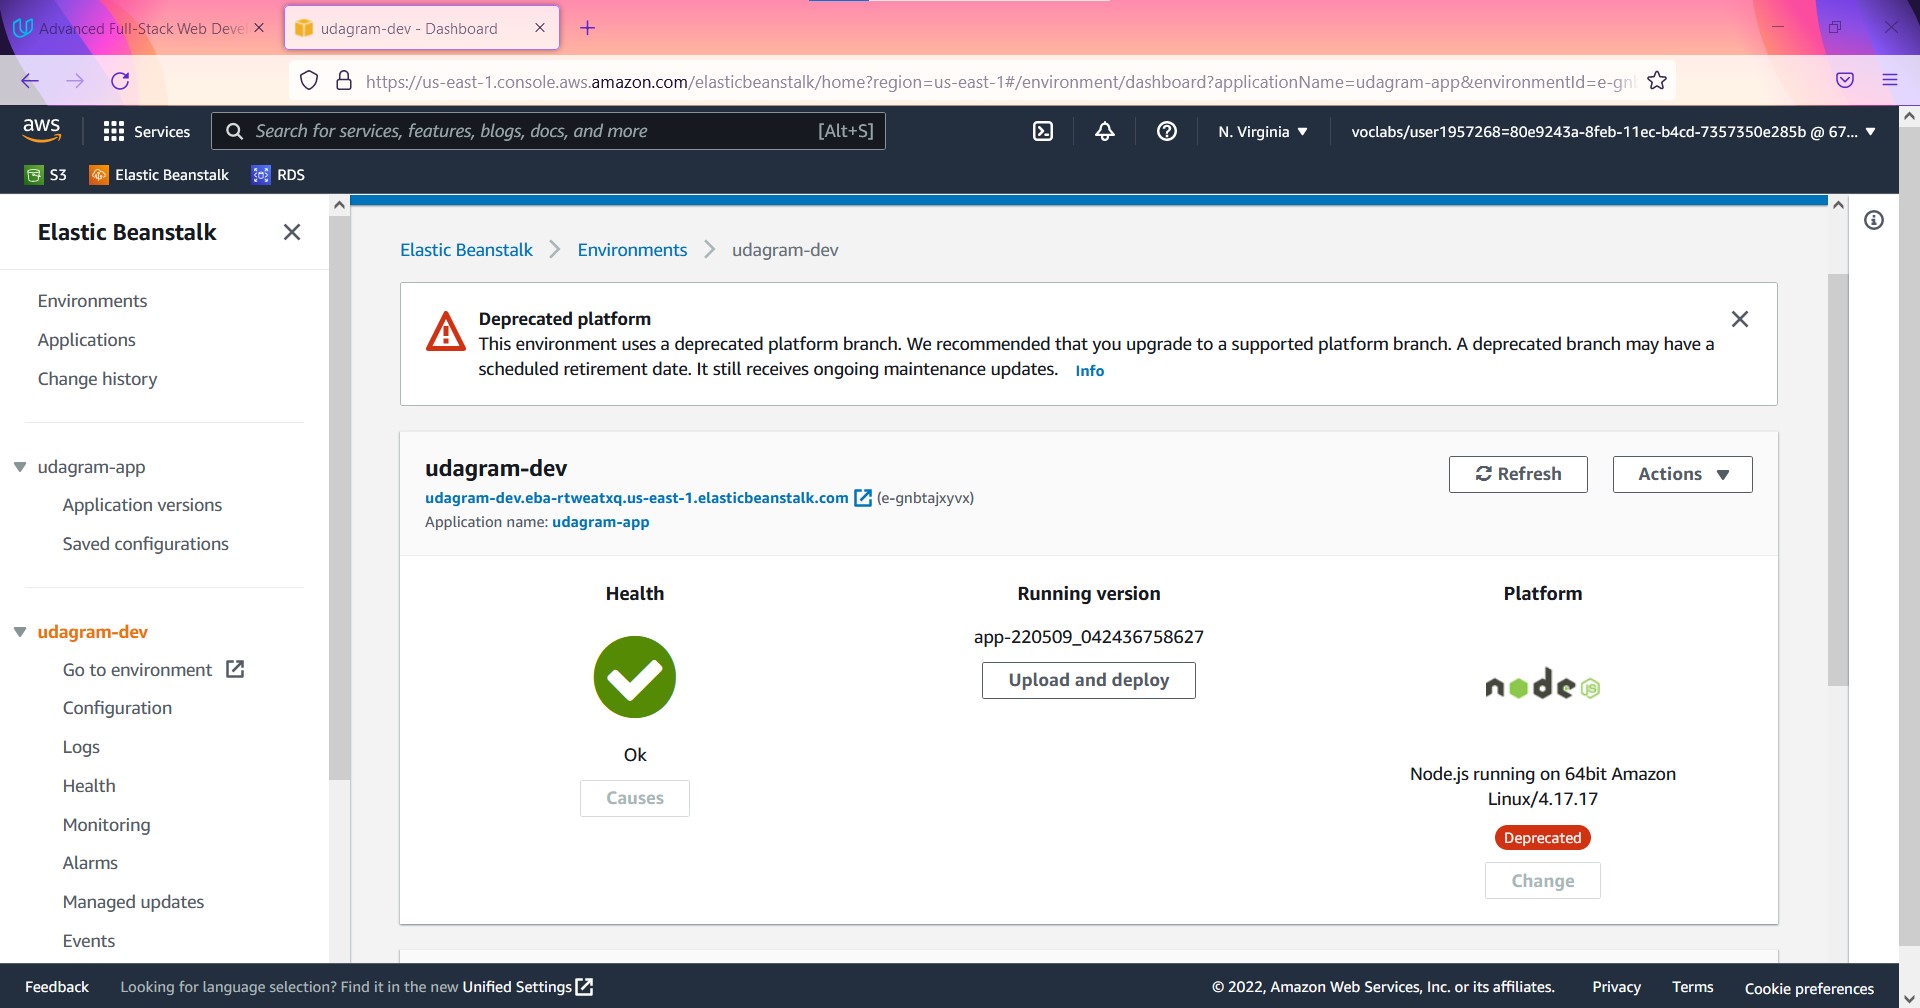 Advanced Full-Stack Web Deve
udagram-dev - Dashboard
https://us-east-1.console.aws.amazon.com/elasticbeanstalk/home?region=us-east-1#/environment/dashboard?applicationName=udagram-app&environmentId=e-gnb
aws
Services
Search for services, features, blogs, docs, and more
[Alt+S]
N. Virginia
voclabs/user1957268=80e9243a-8feb-11ec-b4cd-7357350e285b @ 67...
S3
Elastic Beanstalk
RDS
Elastic Beanstalk
Environments
Applications
Change history
udagram-app
Application versions
Saved configurations
udagram-dev
Go to environment
Configuration
Logs
Health
Monitoring
Alarms
Managed updates
Events
Elastic Beanstalk
Environments
udagram-dev
Deprecated platform
This environment uses a deprecated platform branch. We recommended that you upgrade to a supported platform branch. A deprecated branch may have a
scheduled retirement date. It still receives ongoing maintenance updates. Info
udagram-dev
udagram-dev.eba-rtweatxq.us-east-1.elasticbeanstalk.com (e-gnbtajxyvx)
Application name: udagram-app
Refresh
Actions
Health
Ok
Causes
Running version
app-220509_042436758627
Upload and deploy
Platform
node JS
Node.js running on 64bit Amazon
Linux/4.17.17
Deprecated
Change
Feedback
Looking for language selection? Find it in the new Unified Settings
© 2022, Amazon Web Services, Inc. or its affiliates.
Privacy
Terms
Cookie preferences